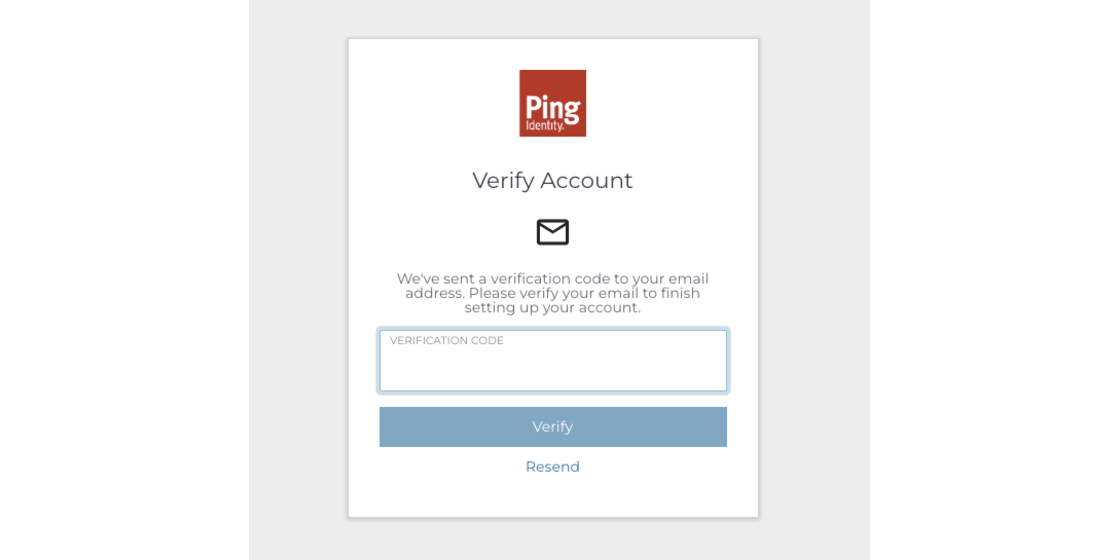 Ping
Identity.
Verify Account
We've sent a verification code to your email
address. Please verify your email to finish
setting up your account.
VERIFICATION CODE
Verify
Resend